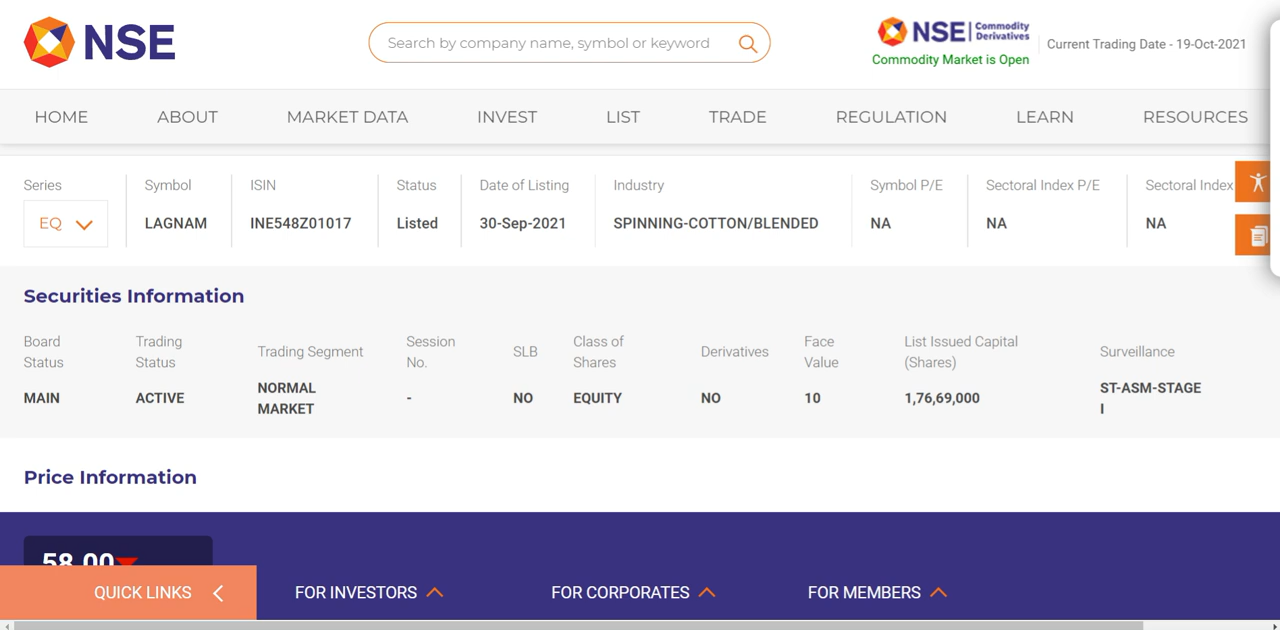 NSE
Search by company name, symbol or keyword
NSE Commodity Derivatives
Commodity Market is Open
Current Trading Date - 19-Oct-2021
HOME ABOUT MARKET DATA INVEST LIST TRADE REGULATION LEARN RESOURCES
Series Symbol ISIN Status Date of Listing Industry Symbol P/E Sectoral Index P/E Sectoral Index
EQ LAGNAM INE548Z01017 Listed 30-Sep-2021 SPINNING-COTTON/BLENDED NA NA NA
Securities Information
Board Status Trading Status Trading Segment Session No. SLB Class of Shares Derivatives Face Value List Issued Capital (Shares) Surveillance
MAIN ACTIVE NORMAL MARKET - NO EQUITY NO 10 1,76,69,000 ST-ASM-STAGE I
Price Information
58.00
QUICK LINKS FOR INVESTORS FOR CORPORATES FOR MEMBERS